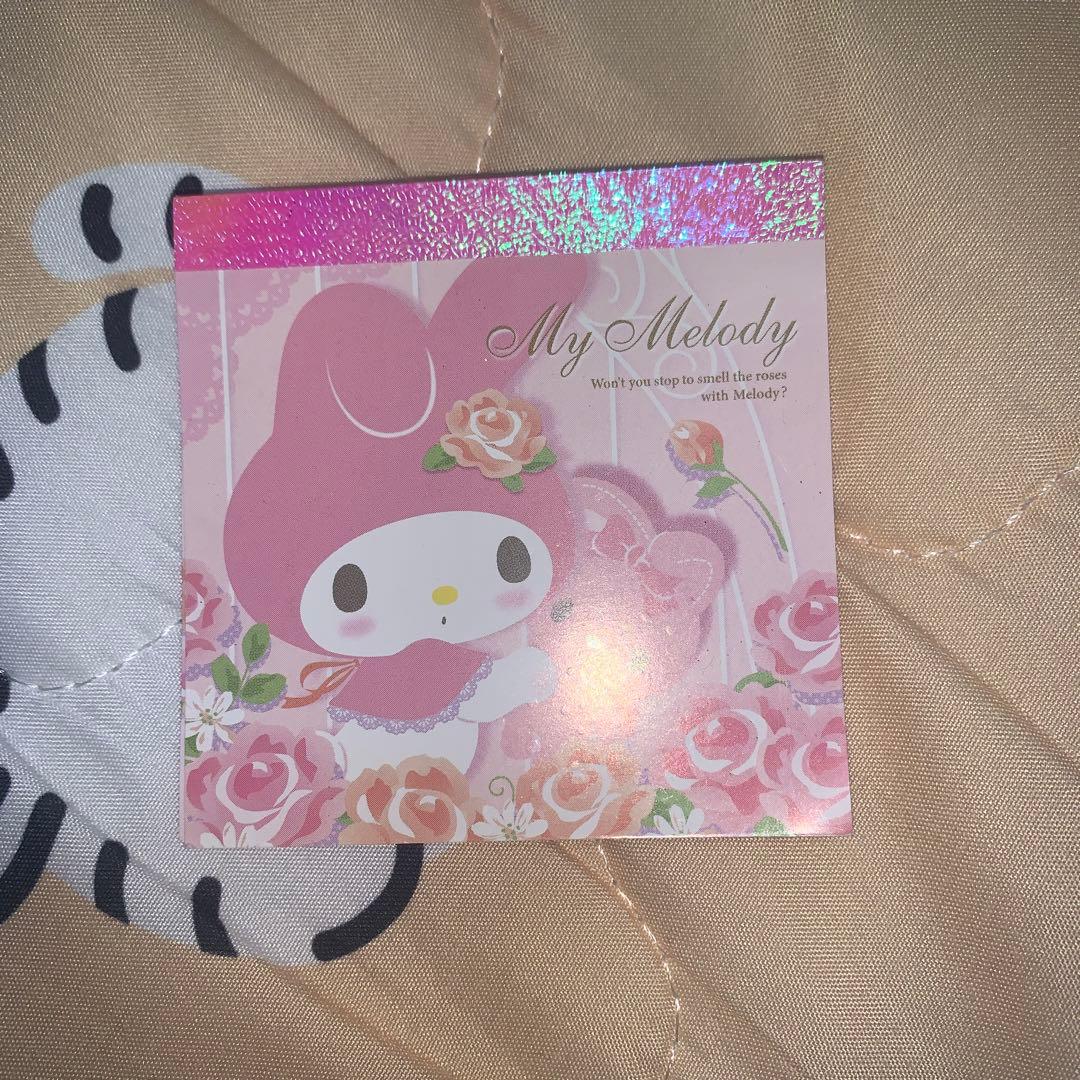 My Melody
Won't you stop to smell the roses
with Melody?